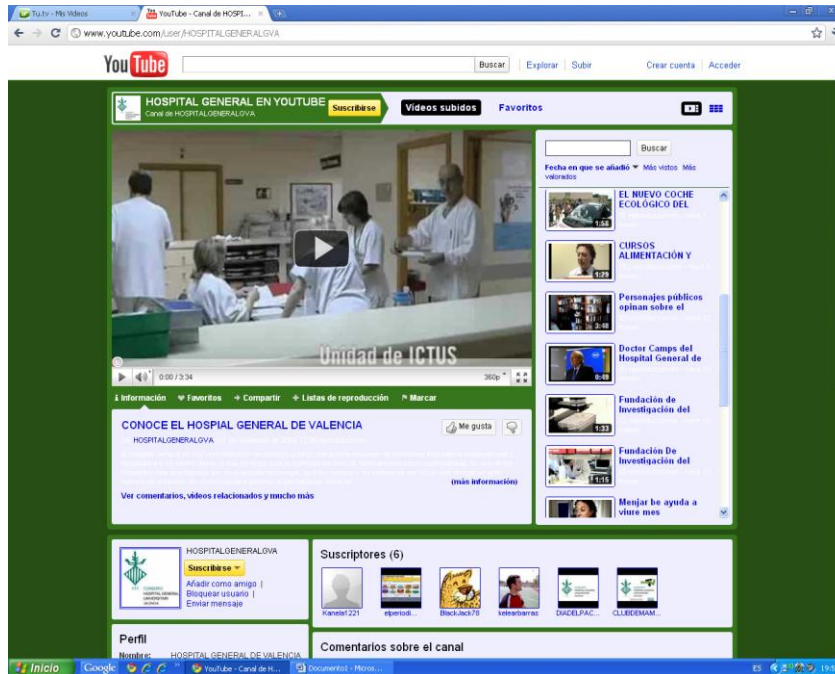 Tu.tv - Mis Videos
YouTube - Canal de HOSPI...
www.youtube.com/user/HOSPITALGENERALGVA
YouTube
Buscar
Explorar
Subir
Crear cuenta
Acceder
HOSPITAL GENERAL EN YOUTUBE
Canal de HOSPITALGENERALGVA
Suscribirse
Vídeos subidos
Favoritos
Unidad de ICTUS
0:00 / 3:34
360p
Información
Favoritos
Compartir
Listas de reproducción
Marcar
CONOCE EL HOSPIAL GENERAL DE VALENCIA
HOSPITALGENERALGVA
Me gusta
(más información)
Ver comentarios, vídeos relacionados y mucho más
Buscar
Fecha en que se añadió Más vistos Más
valorados
EL NUEVO COCHE
ECOLÓGICO DEL
1:58
CURSOS
ALIMENTACIÓN Y
1:29
Personajes públicos
opinan sobre el
3:48
Doctor Camps del
Hospital General de
0:49
Fundación de
Investigación del
1:33
Fundación De
Investigación del
1:15
Menjar be ayuda a
viure mes
HOSPITALGENERALGVA
Suscribirse
Añadir como amigo |
Bloquear usuario |
Enviar mensaje
Suscriptores (6)
Kanela1221
elperiodi...
BlackJack78
kelearbarras
DIADELPAC...
CLUBDEMAM...
Perfil
Nombre: HOSPITAL GENERAL DE VALENCIA
Comentarios sobre el canal
Inicio
Google
YouTube - Canal de H...
Documento1 - Micros...
ES